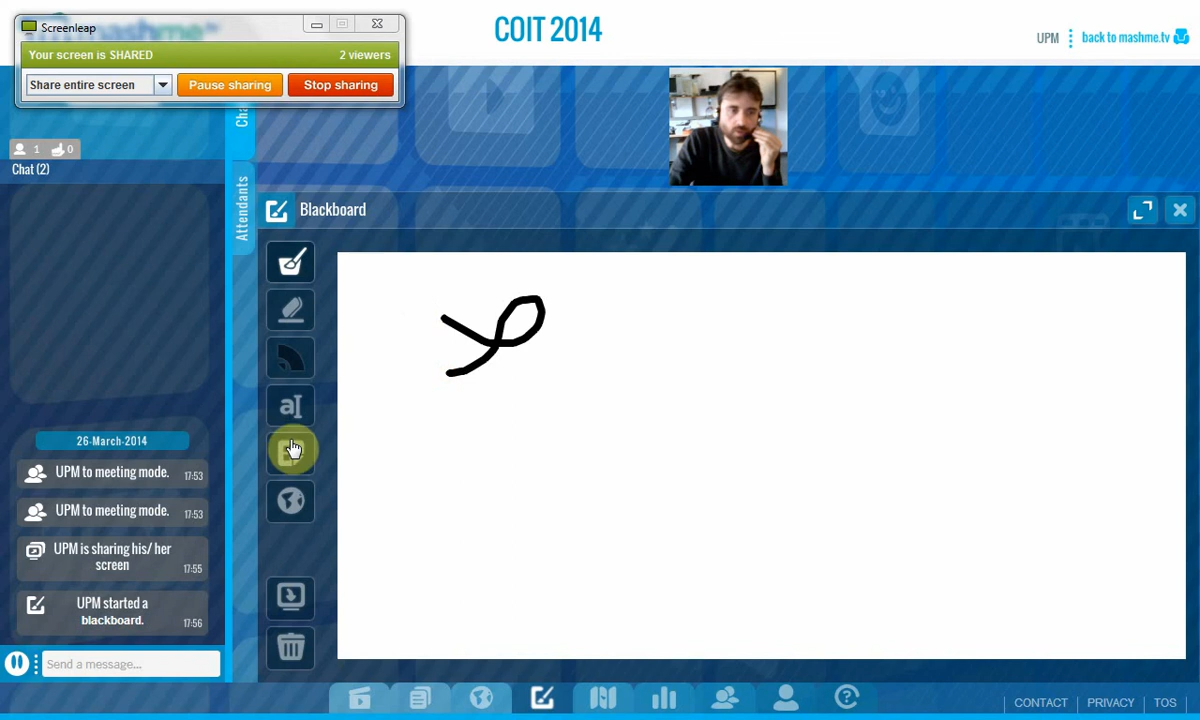 Screenleap
Your screen is SHARED 2 viewers
Share entire screen Pause sharing Stop sharing
COIT 2014
UPM back to mashme.tv
1 0
Chat (2)
Attendants
Blackboard
aI
26-March-2014
UPM to meeting mode. 17:53
UPM to meeting mode. 17:53
UPM is sharing his/ her
screen 17:55
UPM started a
blackboard. 17:56
Send a message...
CONTACT PRIVACY TOS